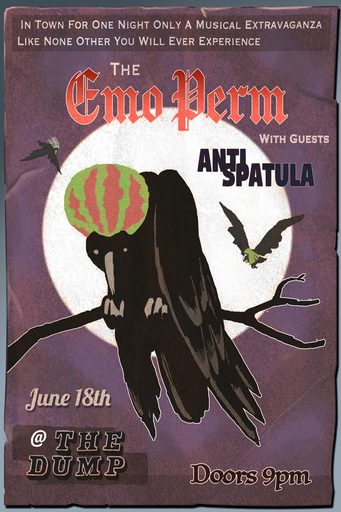 In Town For One Night Only A Musical Extravaganza
Like None Other You Will Ever Experience
The
Emo Perm
With Guests
ANTI
SPATULA
June 18th
@ THE
DUMP
Doors 9pm